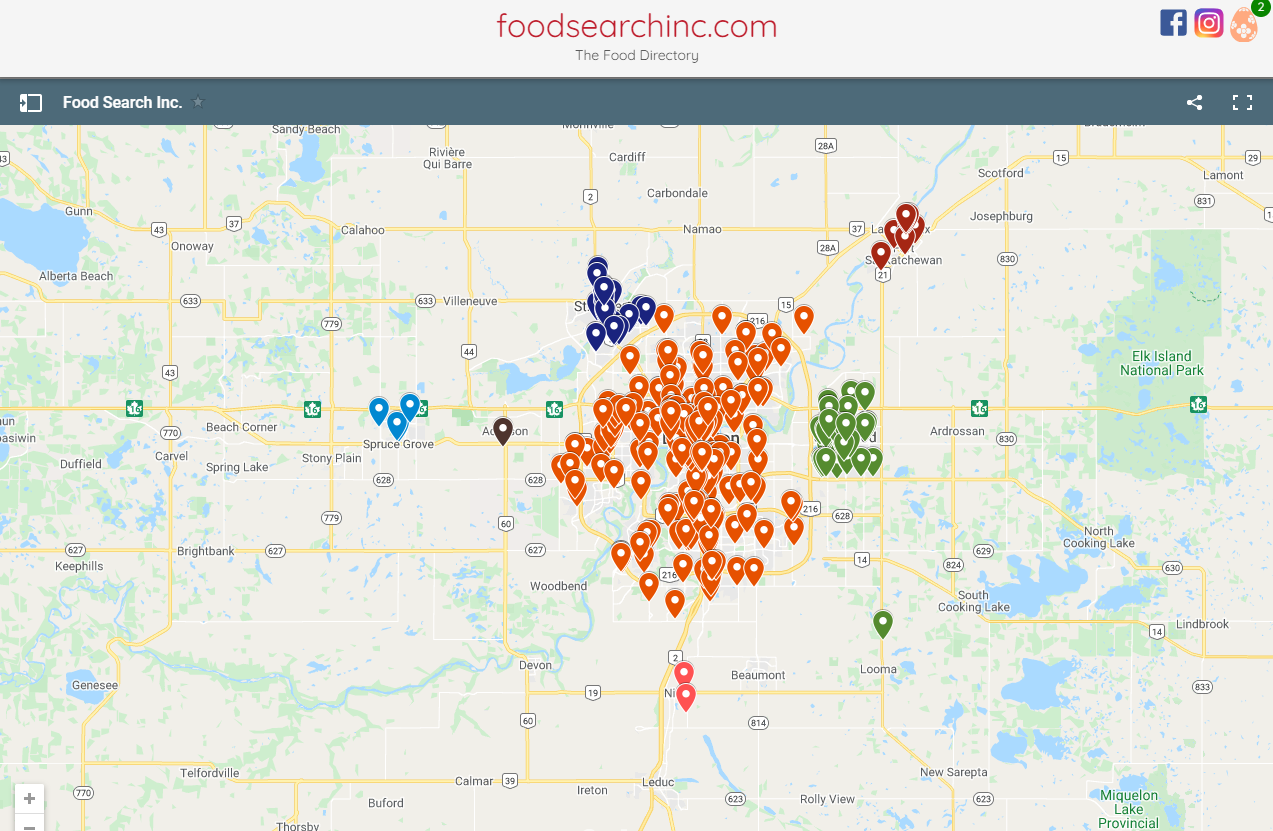 foodsearchinc.com
The Food Directory
2
Food Search Inc.
Sandy Beach
28A
Rivière
Qui Barre
Cardiff
15
29
43
Scotford
Lamont
2
Carbondale
831
Gunn
43
37
Calahoo
Namao
37
Josephburg
Onoway
28A
830
Alberta Beach
21
633
633
Villeneuve
15
779
216
44
Elk Island
National Park
43
16
16
16
16
16
770
Beach Corner
Ardrossan
830
Carvel
Spruce Grove
Duffield
Spring Lake
Stony Plain
628
628
216
628
779
60
North
Cooking Lake
627
Brightbank
627
627
14
629
Keephills
824
630
216
Woodbend
South
Cooking Lake
Lindbrook
14
2
Devon
Looma
Beaumont
Genesee
19
833
60
814
Telfordville
New Sarepta
Calmar
39
Leduc
770
Ireton
Buford
623
Rolly View
623
Miquelon
Lake
Provincial
Thorsby